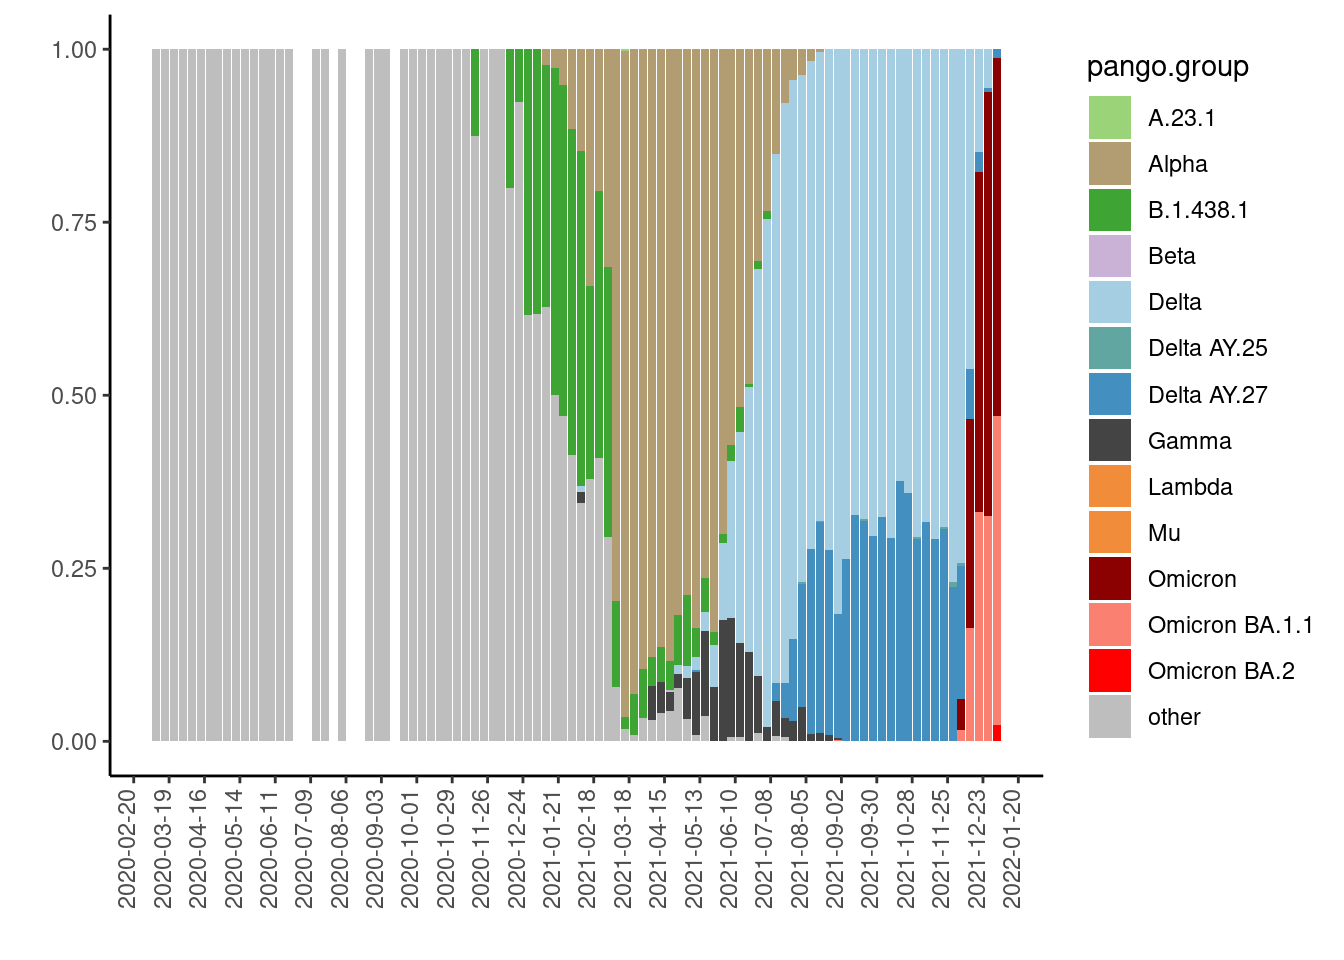 1.00
0.75
0.50
0.25
0.00
2020-02-20
2020-03-19
2020-04-16
2020-05-14
2020-06-11
2020-07-09
2020-08-06
2020-09-03
2020-10-01
2020-10-29
2020-11-26
2020-12-24
2021-01-21
2021-02-18
2021-03-18
2021-04-15
2021-05-13
2021-06-10
2021-07-08
2021-08-05
2021-09-02
2021-09-30
2021-10-28
2021-11-25
2021-12-23
2022-01-20
pango.group
A.23.1
Alpha
B.1.438.1
Beta
Delta
Delta AY.25
Delta AY.27
Gamma
Lambda
Mu
Omicron
Omicron BA.1.1
Omicron BA.2
other